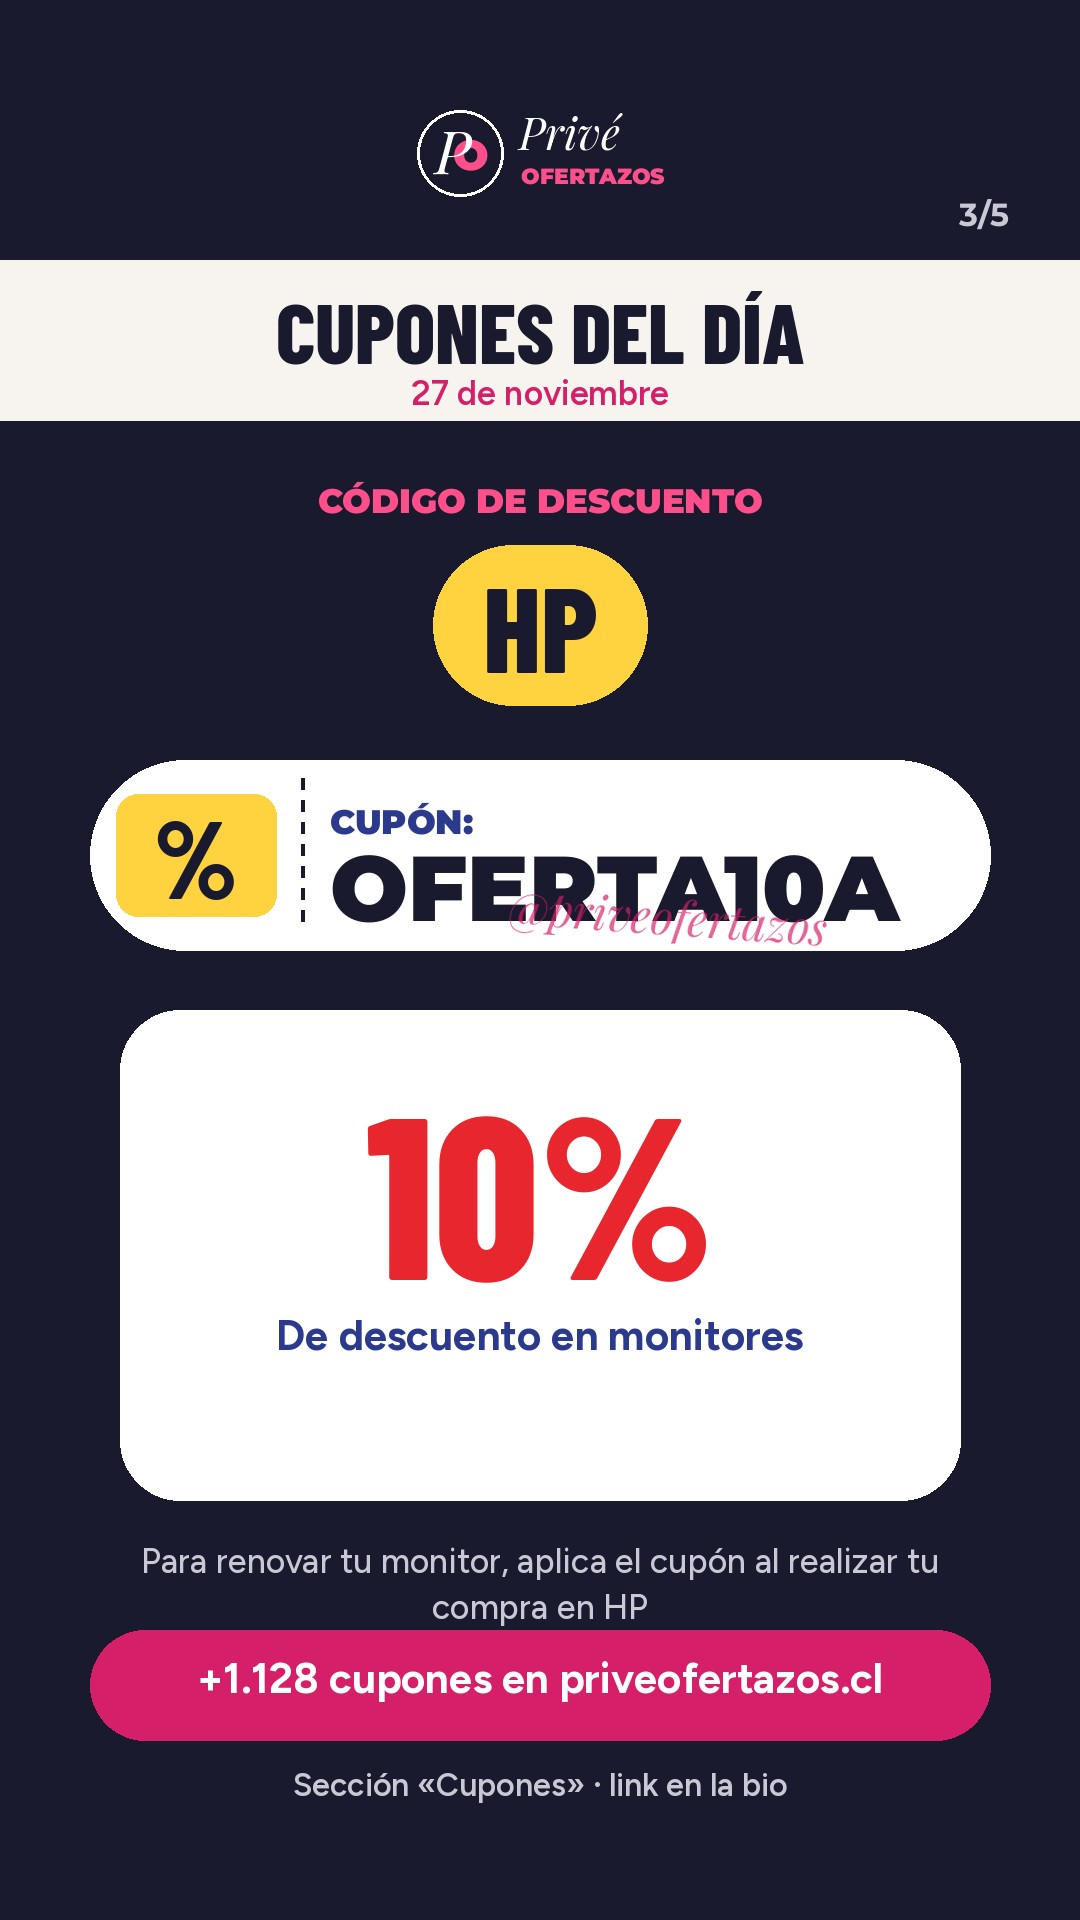 Po
Privé
OFERTAZOS
3/5
CUPONES DEL DÍA
27 de noviembre
CÓDIGO DE DESCUENTO
HP
%
CUPÓN:
OFERTA10A
@priveofertazos
10%
De descuento en monitores
Para renovar tu monitor, aplica el cupón al realizar tu
compra en HP
+1.128 cupones en priveofertazos.cl
Sección «Cupones» · link en la bio